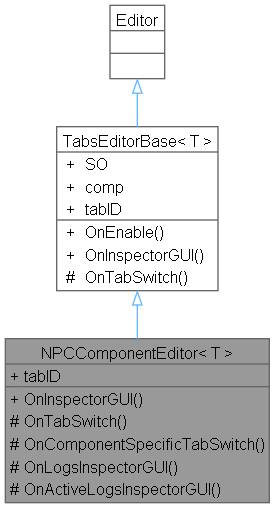 Editor
TabsEditorBase< T >
+ SO
+ comp
+ tabID
+ OnEnable()
+ OnInspectorGUI()
# OnTabSwitch()
NPCComponentEditor< T >
+ tabID
+ OnInspectorGUI()
# OnTabSwitch()
# OnComponentSpecificTabSwitch()
# OnLogsInspectorGUI()
# OnActiveLogsInspectorGUI()